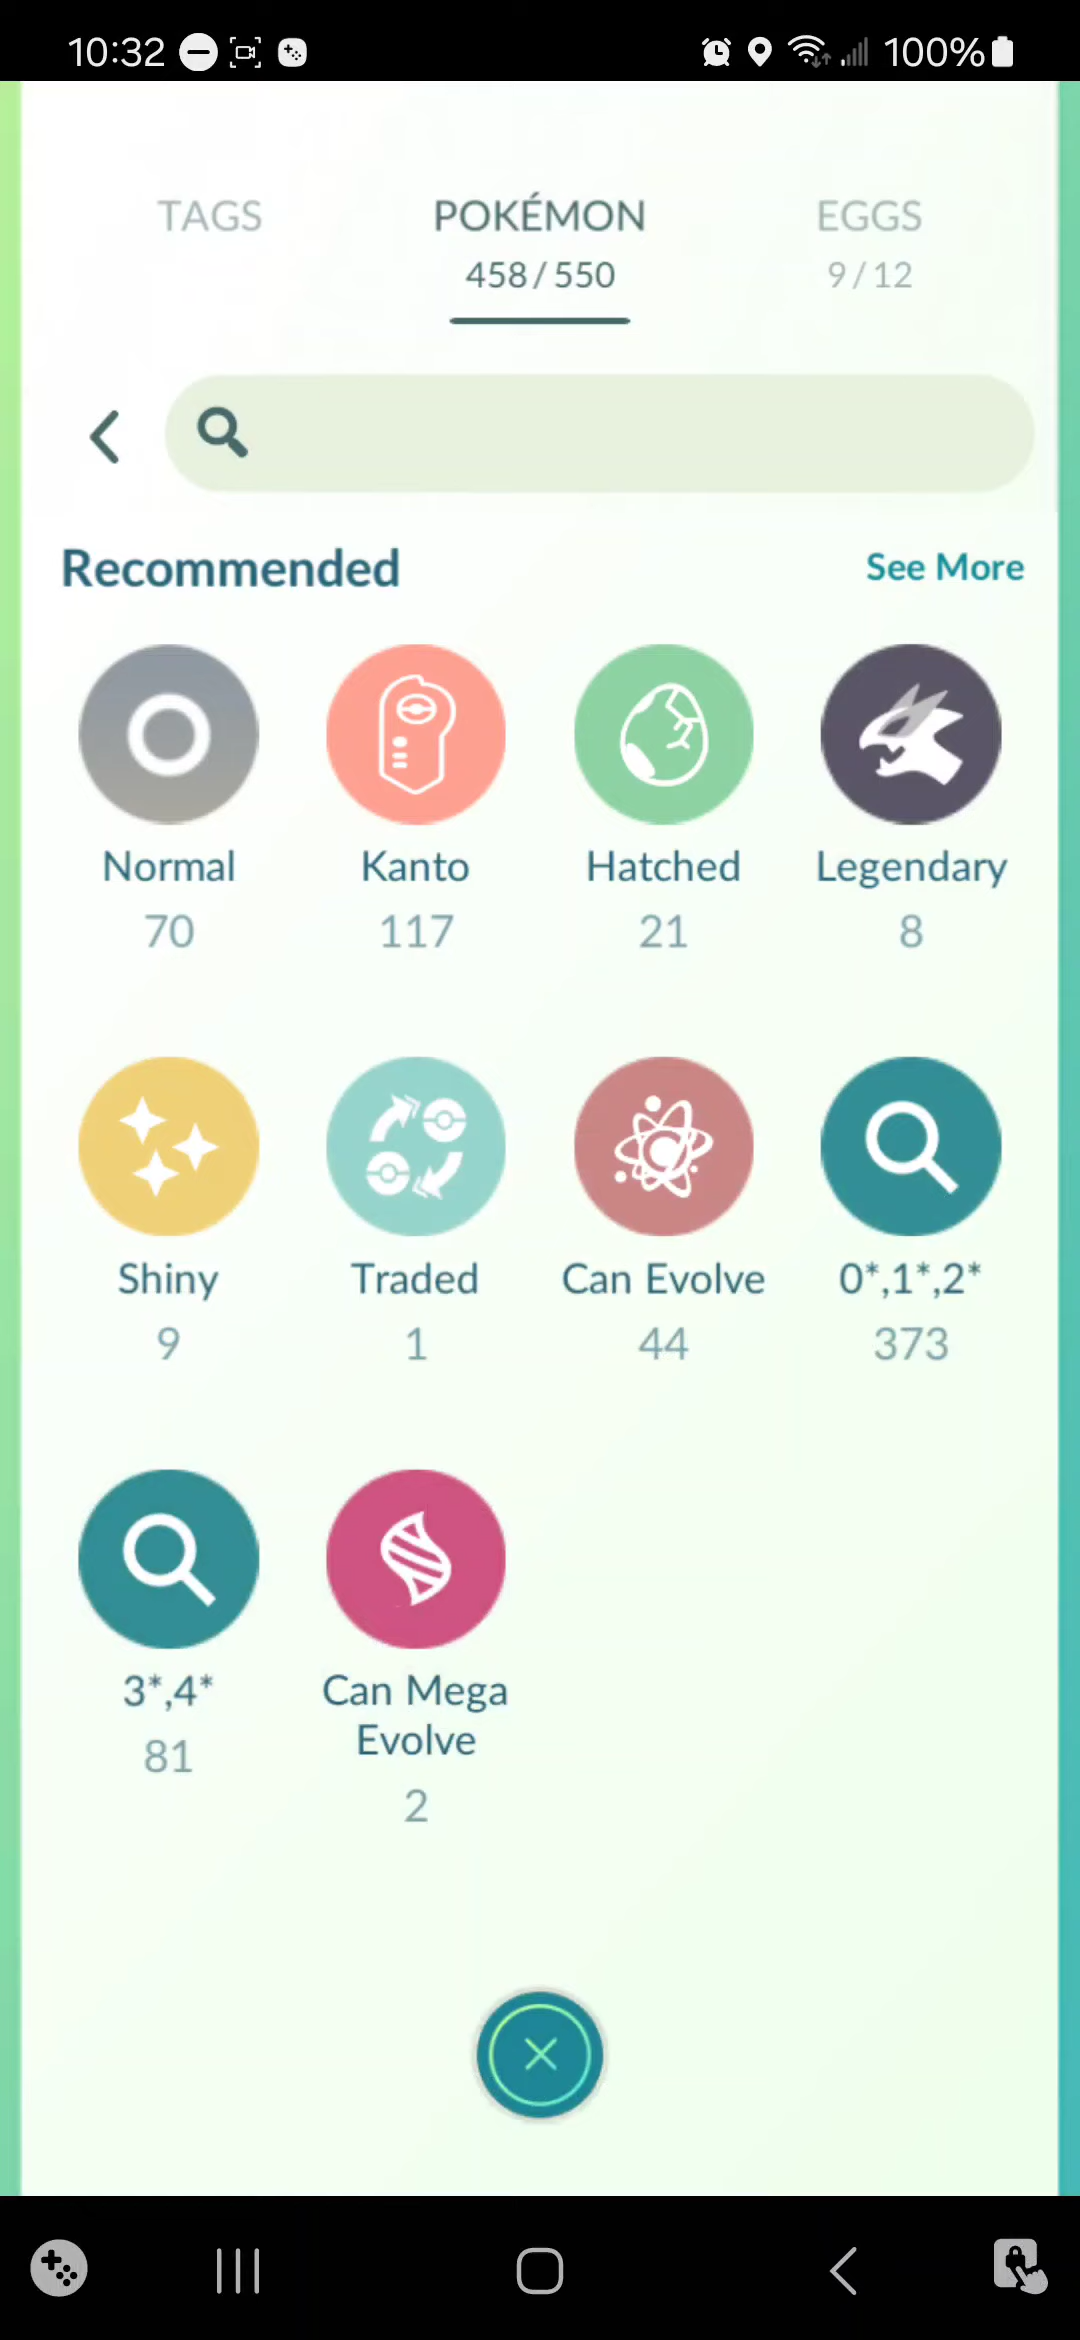 10:32
100%
TAGS
POKÉMON
EGGS
458/550
9/12
Recommended
See More
Normal
Kanto
Hatched
Legendary
70
117
21
8
Shiny
Traded
Can Evolve
0*,1*,2*
9
1
44
373
3*,4*
Can Mega
Evolve
81
2